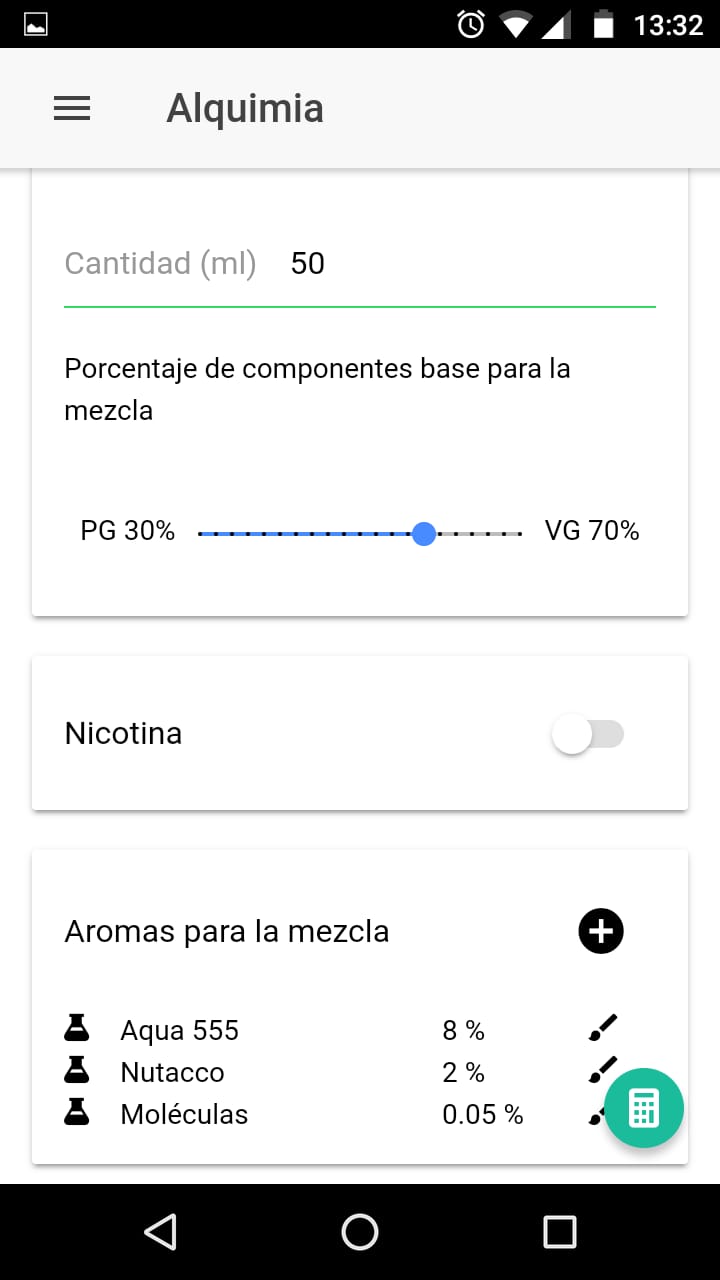 13:32
Alquimia
Cantidad (ml) 50
Porcentaje de componentes base para la
mezcla
PG 30% VG 70%
Nicotina
Aromas para la mezcla
Aqua 555 8 %
Nutacco 2 %
Moléculas 0.05 %